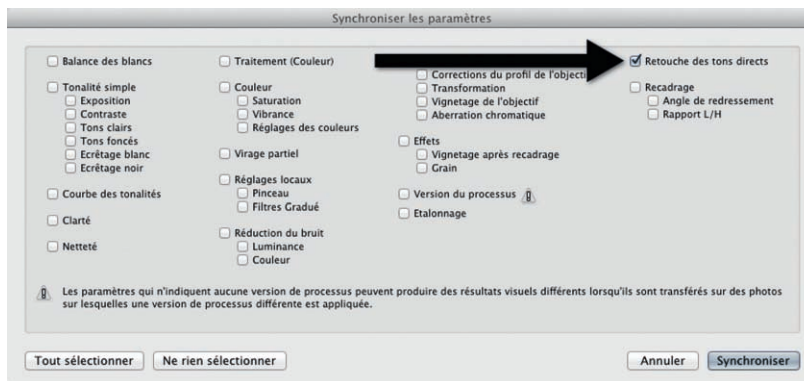 Synchroniser les paramètres
Balance des blancs
Tonalité simple
Exposition
Contraste
Tons clairs
Tons foncés
Ecrêtage blanc
Ecrêtage noir
Courbe des tonalités
Clarté
Netteté
Traitement (Couleur)
Couleur
Saturation
Vibrance
Réglages des couleurs
Virage partiel
Réglages locaux
Pinceau
Filtres Gradué
Réduction du bruit
Luminance
Couleur
Corrections du profil de
Transformation
Vignetage de l'objectif
Aberration chromatique
Effets
Vignetage après recadrage
Grain
Version du processus
Etalonnage
Retouche des tons directs
Recadrage
Angle de redressement
Rapport L/H
Les paramètres qui n'indiquent aucune version de processus peuvent produire des résultats visuels différents lorsqu'ils sont transférés sur des photos
sur lesquelles une version de processus différente est appliquée.
Tout sélectionner
Ne rien sélectionner
Annuler
Synchroniser